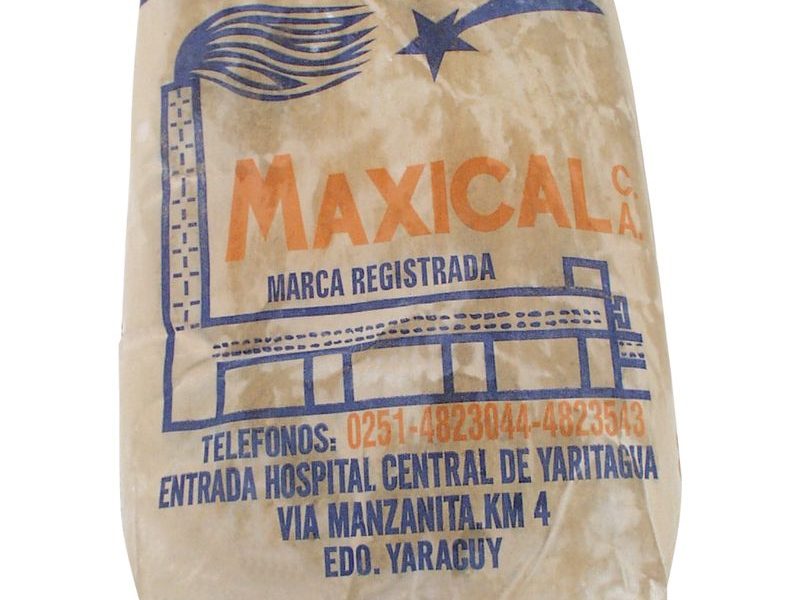 MAXICAL C.A.
MARCA REGISTRADA
TELEFONOS: 0251-4823044-4823543
ENTRADA HOSPITAL CENTRAL DE YARITAGUA
VIA MANZANITA.KM 4
EDO. YARACUY